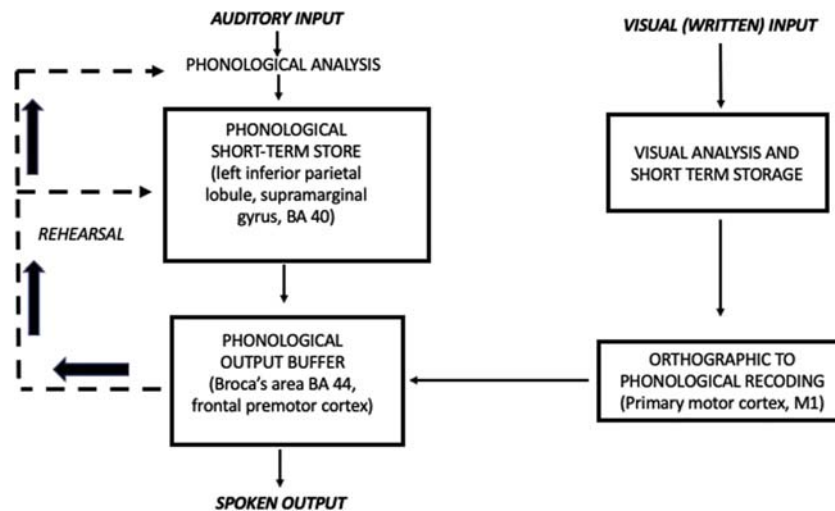 AUDITORY INPUT
PHONOLOGICAL ANALYSIS
PHONOLOGICAL
SHORT-TERM STORE
(left inferior parietal
lobule, supramarginal
gyrus, BA 40)
REHEARSAL
PHONOLOGICAL
OUTPUT BUFFER
(Broca's area BA 44,
frontal premotor cortex)
SPOKEN OUTPUT
VISUAL (WRITTEN) INPUT
VISUAL ANALYSIS AND
SHORT TERM STORAGE
ORTHOGRAPHIC TO
PHONOLOGICAL RECODING
(Primary motor cortex, M1)